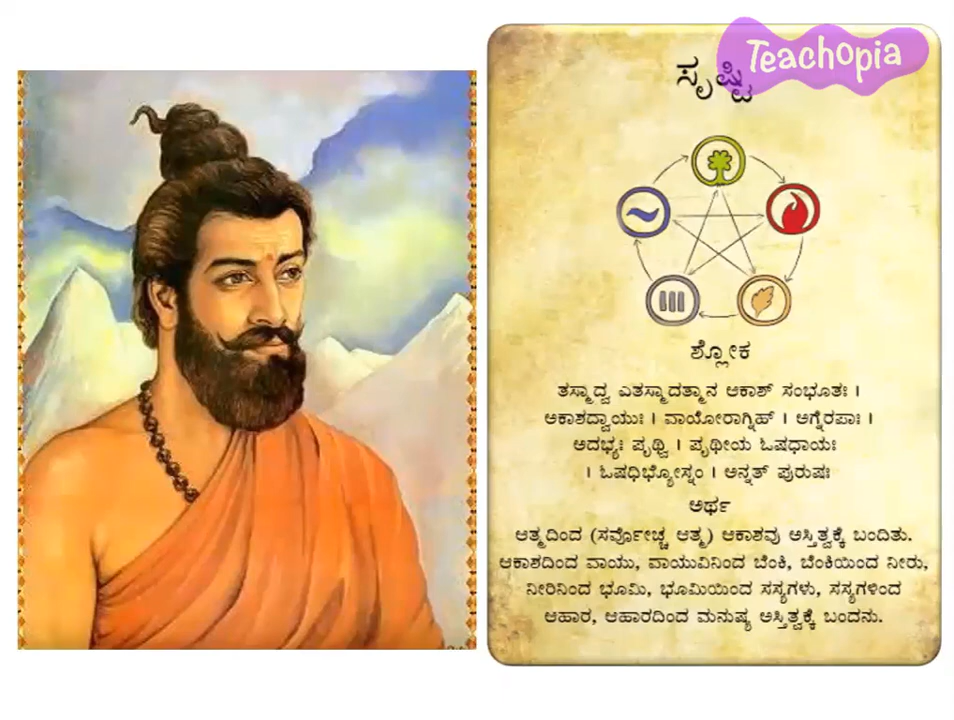 Teachopia
ಸೃಷ್ಟಿ
ಶ್ಲೋಕ
ತಸ್ಮಾದ್ವ ಎತಸ್ಮಾದತ್ಮಾನ ಆಕಾಶ್ ಸಂಭೂತಃ ।
ಅಕಾಶದ್ವಾಯುಃ । ವಾಯೋರಾಗ್ನಿಹ್ । ಅಗ್ನೆರಪಾಃ ।
ಅದಭ್ಯಃ ಪೃಥ್ವಿ । ಪೃಥೀಯ ಓಷಧಾಯಃ
। ಓಷಧಿಭ್ಯೋಸ್ನಂ । ಅನ್ನತ್ ಪುರುಷಃ
ಅರ್ಥ
ಆತ್ಮದಿಂದ (ಸರ್ವೋಚ್ಚ ಆತ್ಮ) ಆಕಾಶವು ಅಸ್ತಿತ್ವಕ್ಕೆ ಬಂದಿತು.
ಆಕಾಶದಿಂದ ವಾಯು, ವಾಯುವಿನಿಂದ ಬೆಂಕಿ, ಬೆಂಕಿಯಿಂದ ನೀರು,
ನೀರಿನಿಂದ ಭೂಮಿ, ಭೂಮಿಯಿಂದ ಸಸ್ಯಗಳು, ಸಸ್ಯಗಳಿಂದ
ಆಹಾರ, ಆಹಾರದಿಂದ ಮನುಷ್ಯ ಅಸ್ತಿತ್ವಕ್ಕೆ ಬಂದನು.